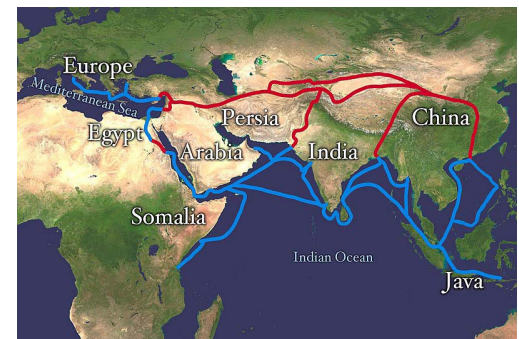 Europe
Mediterranean Sea
Egypt
Arabia
Persia
India
China
Somalia
Indian Ocean
Java